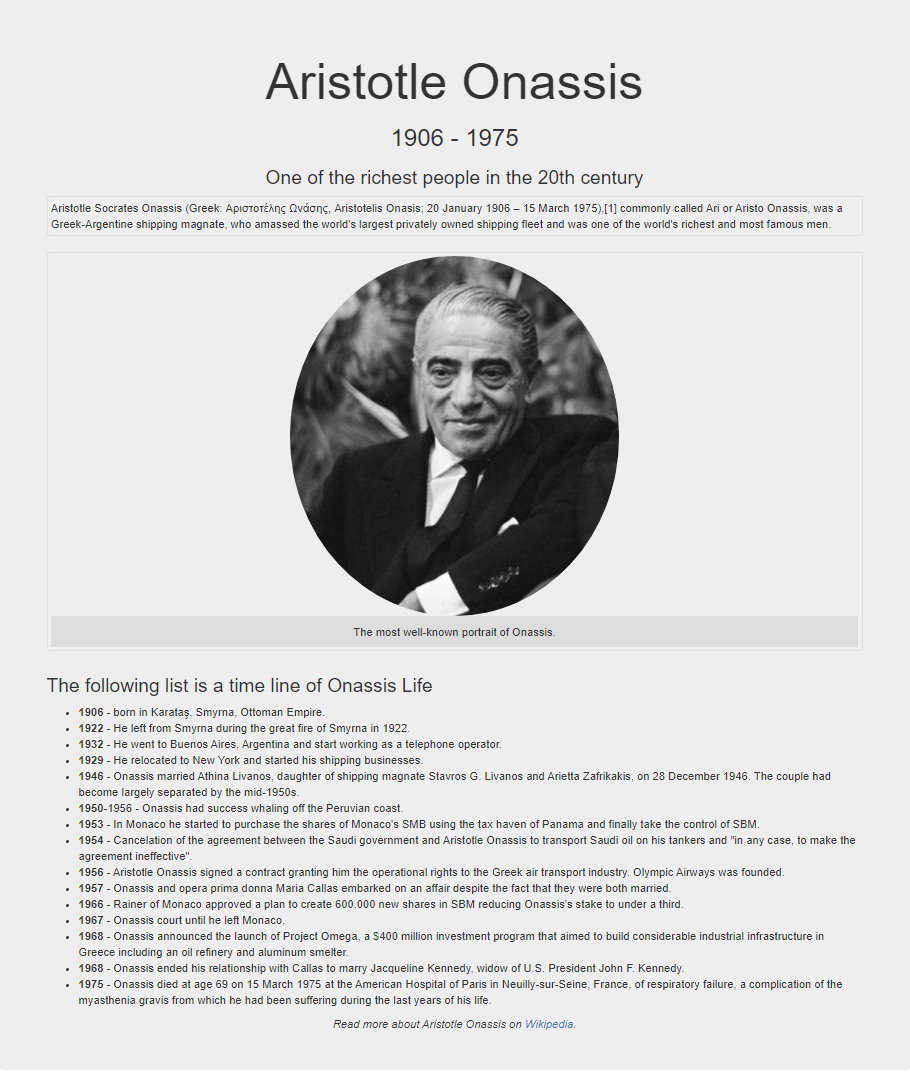 Aristotle Onassis
1906 - 1975
One of the richest people in the 20th century
Aristotle Socrates Onassis (Greek: Αριστοτέλης Ωνάσης, Aristotelis Onasis; 20 January 1906 – 15 March 1975),[1] commonly called Ari or Aristo Onassis, was a
Greek-Argentine shipping magnate, who amassed the world's largest privately owned shipping fleet and was one of the world's richest and most famous men.
The most well-known portrait of Onassis.
The following list is a time line of Onassis Life
• 1906 - born in Karataş, Smyrna, Ottoman Empire.
• 1922 - He left from Smyrna during the great fire of Smyrna in 1922.
• 1932 - He went to Buenos Aires, Argentina and start working as a telephone operator.
• 1929 - He relocated to New York and started his shipping businesses.
• 1946 - Onassis married Athina Livanos, daughter of shipping magnate Stavros G. Livanos and Arietta Zafrikakis, on 28 December 1946. The couple had
become largely separated by the mid-1950s.
• 1950-1956 - Onassis had success whaling off the Peruvian coast.
• 1953 - In Monaco he started to purchase the shares of Monaco's SMB using the tax haven of Panama and finally take the control of SBM.
• 1954 - Cancelation of the agreement between the Saudi government and Aristotle Onassis to transport Saudi oil on his tankers and "in any case, to make the
agreement ineffective".
• 1956 - Aristotle Onassis signed a contract granting him the operational rights to the Greek air transport industry. Olympic Airways was founded.
• 1957 - Onassis and opera prima donna Maria Callas embarked on an affair despite the fact that they were both married.
• 1966 - Rainer of Monaco approved a plan to create 600.000 new shares in SBM reducing Onassis's stake to under a third.
• 1967 - Onassis court until he left Monaco.
• 1968 - Onassis announced the launch of Project Omega, a $400 million investment program that aimed to build considerable industrial infrastructure in
Greece including an oil refinery and aluminum smelter.
• 1968 - Onassis ended his relationship with Callas to marry Jacqueline Kennedy, widow of U.S. President John F. Kennedy.
• 1975 - Onassis died at age 69 on 15 March 1975 at the American Hospital of Paris in Neuilly-sur-Seine, France, of respiratory failure, a complication of the
myasthenia gravis from which he had been suffering during the last years of his life.
Read more about Aristotle Onassis on Wikipedia.